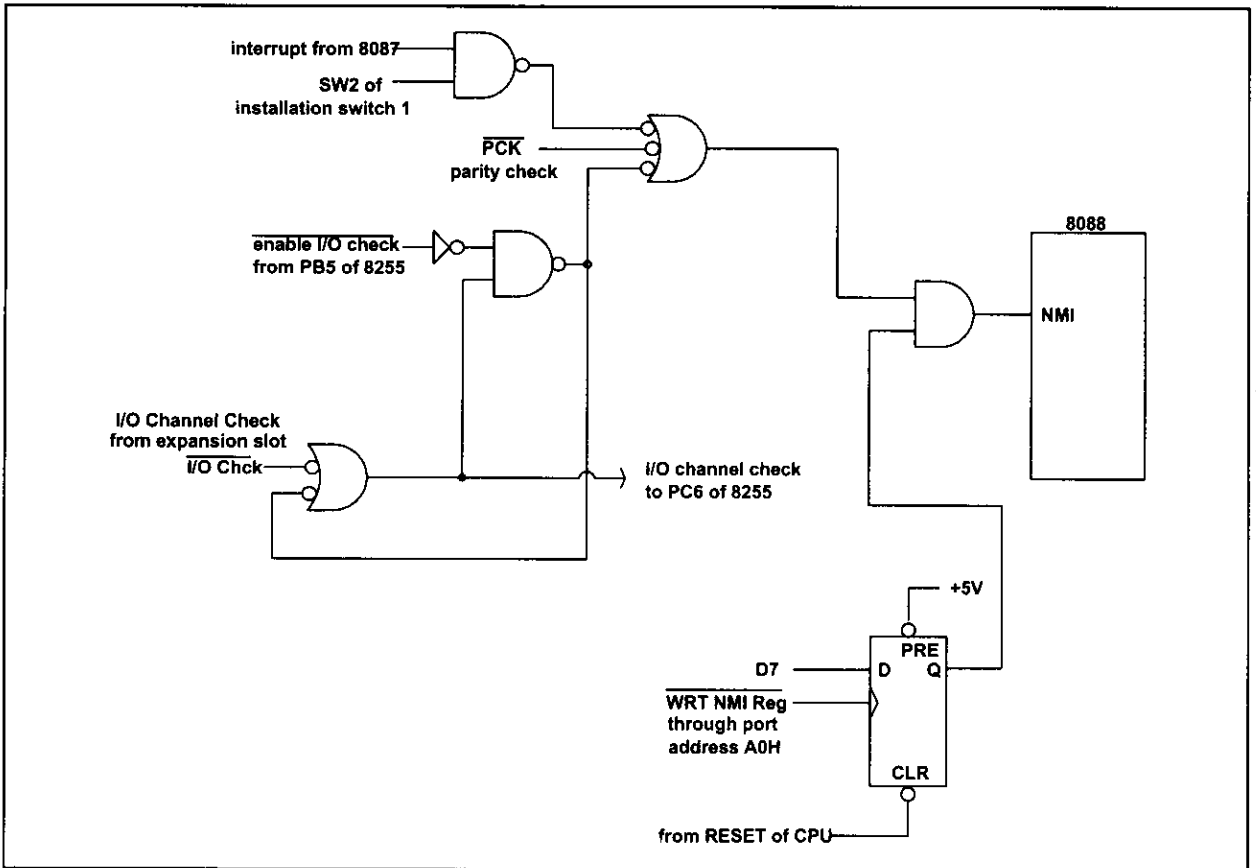 interrupt from 8087
SW2 of
installation switch 1
PCK
parity check
8088
enable I/O check
from PB5 of 8255
NMI
I/O Channel Check
from expansion slot
I/O Chck
I/O channel check
to PC6 of 8255
+5V
PRE
D7
D
Q
WRT NMI Reg
through port
address A0H
CLR
from RESET of CPU